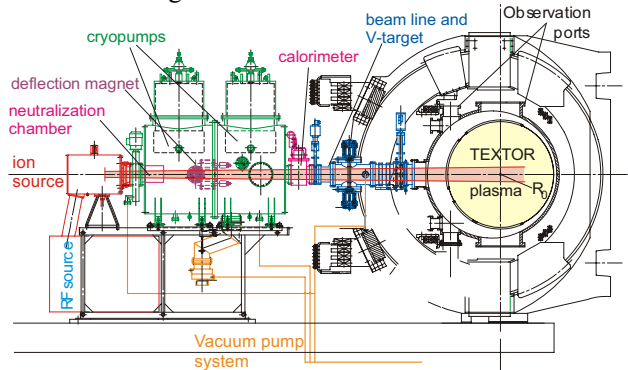 beam line and
V-target
Observation
ports
cryopumps
calorimeter
deflection magnet
neutralization
chamber
ion
source
TEXTOR
plasma
R0
RF source
Vacuum pump
system